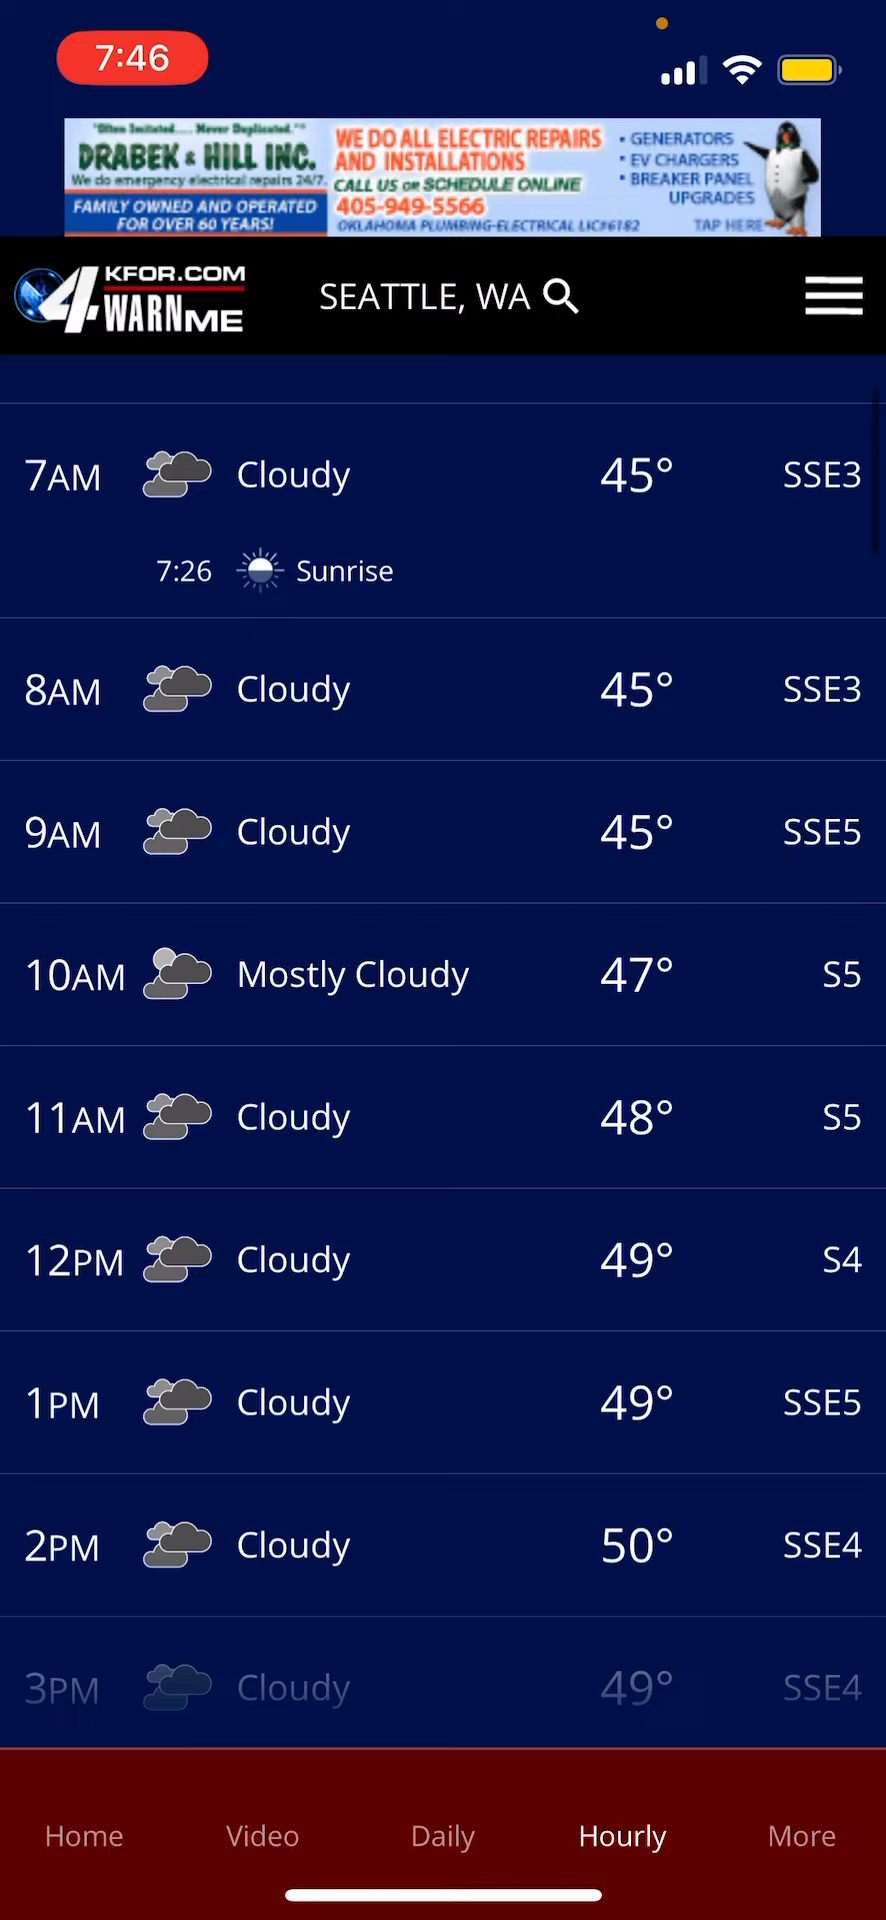 7:46
"Often Imitated.... Never Duplicated."
DRABEK & HILL INC.
We do emergency electrical repairs 24/7.
FAMILY OWNED AND OPERATED
FOR OVER 60 YEARS!
WE DO ALL ELECTRIC REPAIRS
AND INSTALLATIONS
CALL US or SCHEDULE ONLINE
405-949-5566
OKLAHOMA PLUMBING-ELECTRICAL LIC#6182
• GENERATORS
• EV CHARGERS
• BREAKER PANEL
UPGRADES
TAP HERE
4 KFOR.COM
WARN ME
SEATTLE, WA
7AM Cloudy 45° SSE3
7:26 Sunrise
8AM Cloudy 45° SSE3
9AM Cloudy 45° SSE5
10AM Mostly Cloudy 47° S5
11AM Cloudy 48° S5
12PM Cloudy 49° S4
1PM Cloudy 49° SSE5
2PM Cloudy 50° SSE4
3PM Cloudy 49° SSE4
Home Video Daily Hourly More